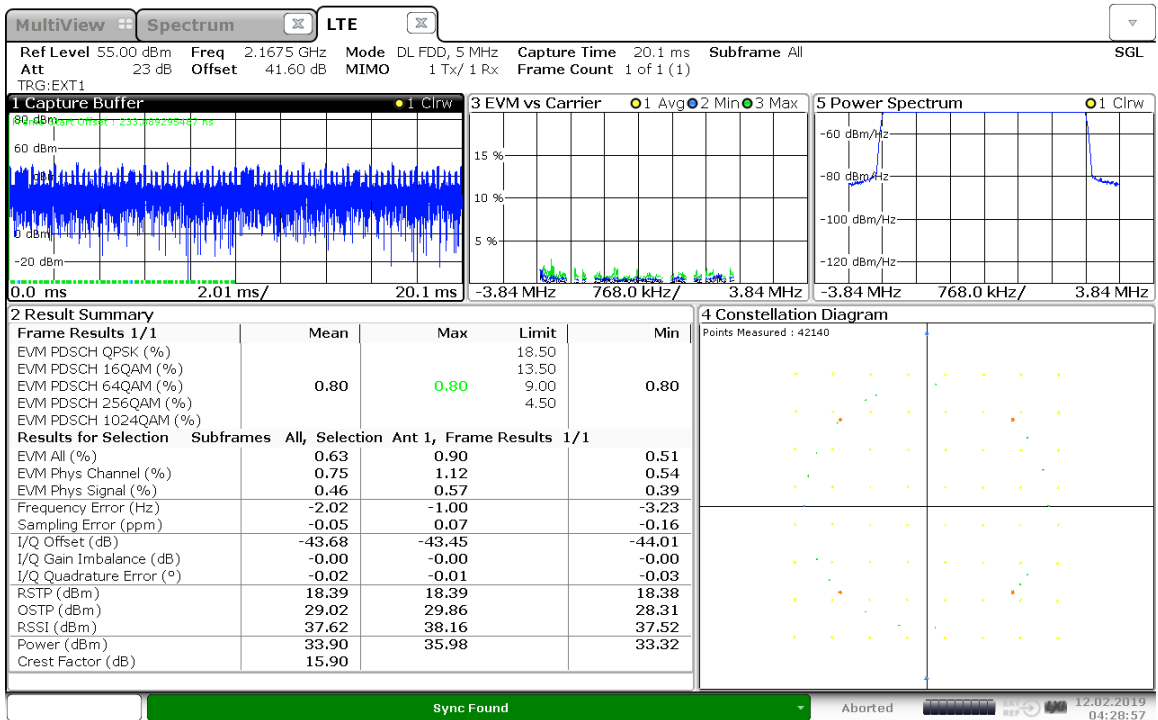 MultiView Spectrum LTE
Ref Level 55.00 dBm Freq 2.1675 GHz Mode DL FDD, 5 MHz Capture Time 20.1 ms Subframe All SGL
Att 23 dB Offset 41.60 dB MIMO 1 Tx/ 1 Rx Frame Count 1 of 1 (1)
TRG:EXT1
1 Capture Buffer 1 Clrw
80 dBm
60 dBm
0 dBm
-20 dBm
0.0 ms 2.01 ms/ 20.1 ms
3 EVM vs Carrier 1 Avg 2 Min 3 Max
15 %
10 %
5 %
-3.84 MHz 768.0 kHz/ 3.84 MHz
5 Power Spectrum 1 Clrw
-60 dBm/Hz
-80 dBm/Hz
-100 dBm/Hz
-120 dBm/Hz
-3.84 MHz 768.0 kHz/ 3.84 MHz
2 Result Summary
Frame Results 1/1 Mean Max Limit Min
EVM PDSCH QPSK (%) 18.50
EVM PDSCH 16QAM (%) 13.50
EVM PDSCH 64QAM (%) 0.80 0.80 9.00 0.80
EVM PDSCH 256QAM (%) 4.50
EVM PDSCH 1024QAM (%)
Results for Selection Subframes All, Selection Ant 1, Frame Results 1/1
EVM All (%) 0.63 0.90 0.51
EVM Phys Channel (%) 0.75 1.12 0.54
EVM Phys Signal (%) 0.46 0.57 0.39
Frequency Error (Hz) -2.02 -1.00 -3.23
Sampling Error (ppm) -0.05 0.07 -0.16
I/Q Offset (dB) -43.68 -43.45 -44.01
I/Q Gain Imbalance (dB) -0.00 -0.00 -0.00
I/Q Quadrature Error (°) -0.02 -0.01 -0.03
RSTP (dBm) 18.39 18.39 18.38
OSTP (dBm) 29.02 29.86 28.31
RSSI (dBm) 37.62 38.16 37.52
Power (dBm) 33.90 35.98 33.32
Crest Factor (dB) 15.90
4 Constellation Diagram
Points Measured : 42140
Sync Found Aborted EXT REF 12.02.2019
04:28:57